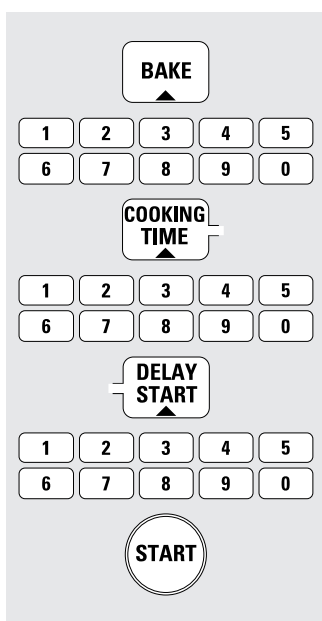 BAKE
1 2 3 4 5
6 7 8 9 0
COOKING
TIME
1 2 3 4 5
6 7 8 9 0
DELAY
START
1 2 3 4 5
6 7 8 9 0
START